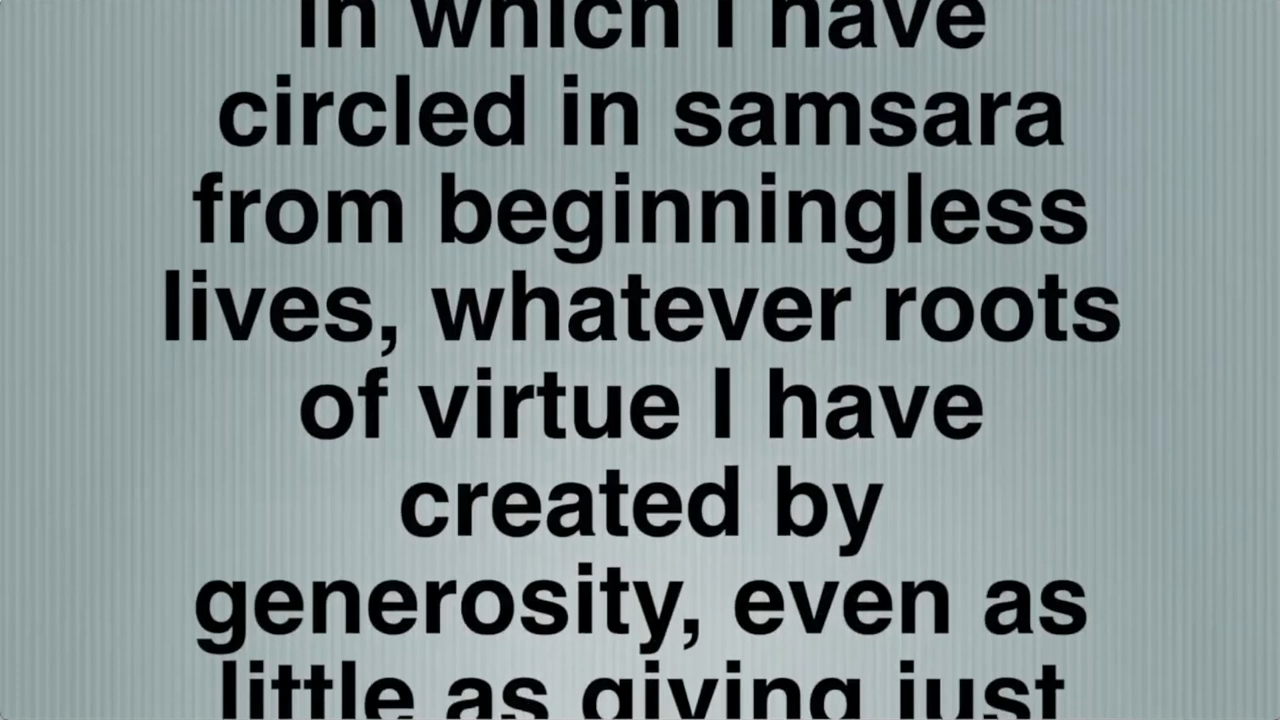 in which I have
circled in samsara
from beginningless
lives, whatever roots
of virtue I have
created by
generosity, even as
little as giving just